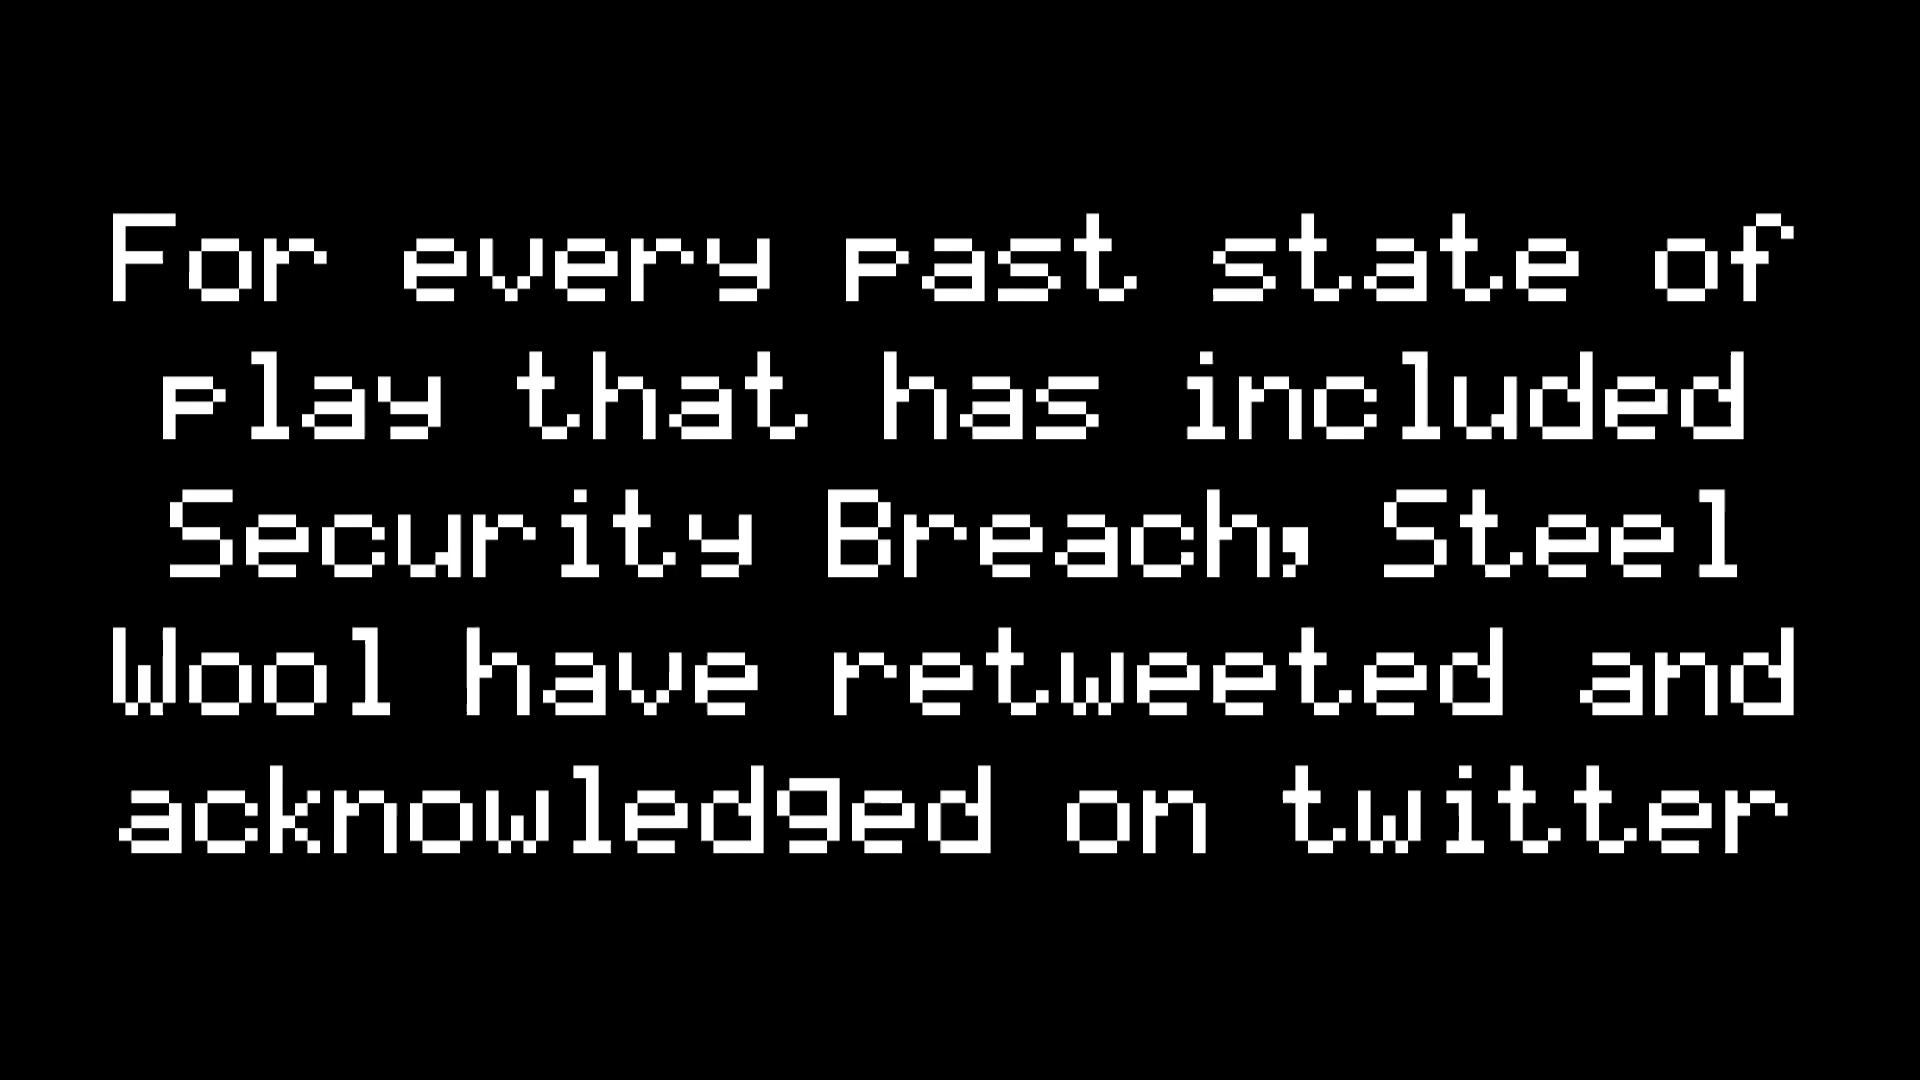 For every past state of
play that has included
Security Breach, Steel
Wool have retweeted and
acknowledged on twitter